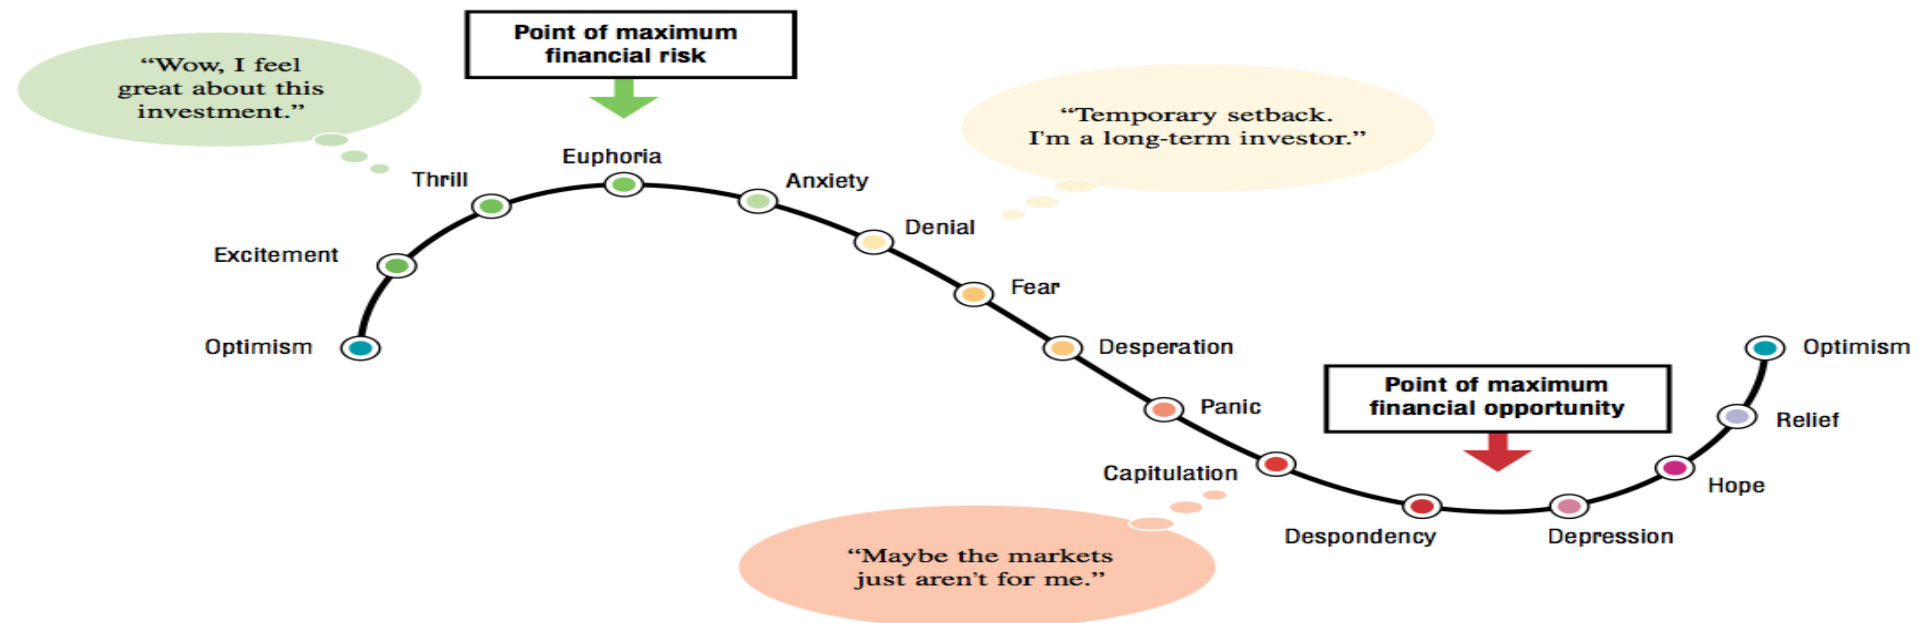 Point of maximum
financial risk
“Wow, I feel
great about this
investment.”
“Temporary setback.
I'm a long-term investor.”
Optimism
Excitement
Thrill
Euphoria
Anxiety
Denial
Fear
Desperation
Panic
Capitulation
Despondency
Depression
Hope
Relief
Optimism
Point of maximum
financial opportunity
“Maybe the markets
just aren't for me.”